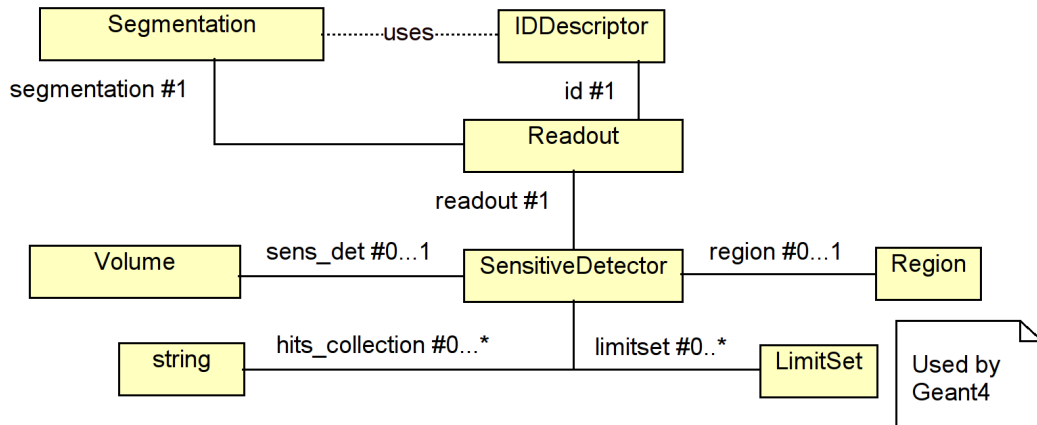 Segmentation
uses
IDDescriptor
segmentation #1
id #1
Readout
readout #1
Volume
sens_det #0...1
SensitiveDetector
region #0...1
Region
string
hits_collection #0...*
limitset #0..*
LimitSet
Used by
Geant4